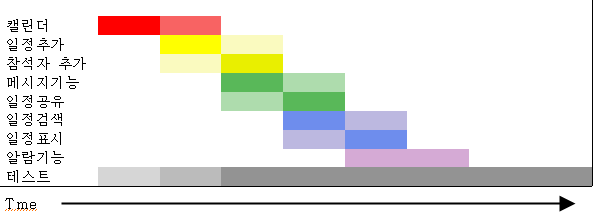 캘린더
일정추가
참석자 추가
메시지기능
일정공유
일정검색
일정표시
알람기능
테스트
Tme